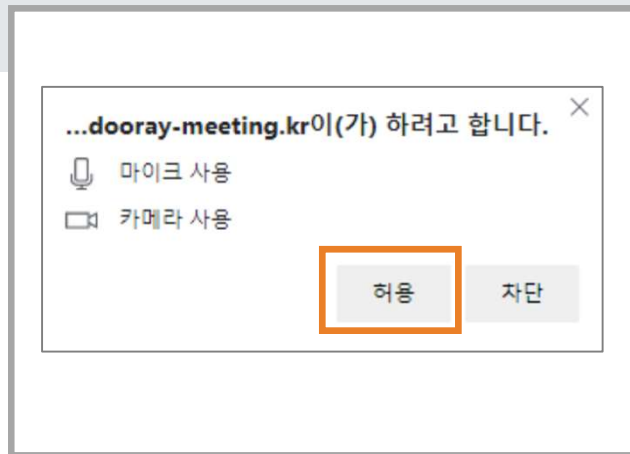 ...dooray-meeting.kr이(가) 하려고 합니다.
마이크 사용
카메라 사용
허용 차단